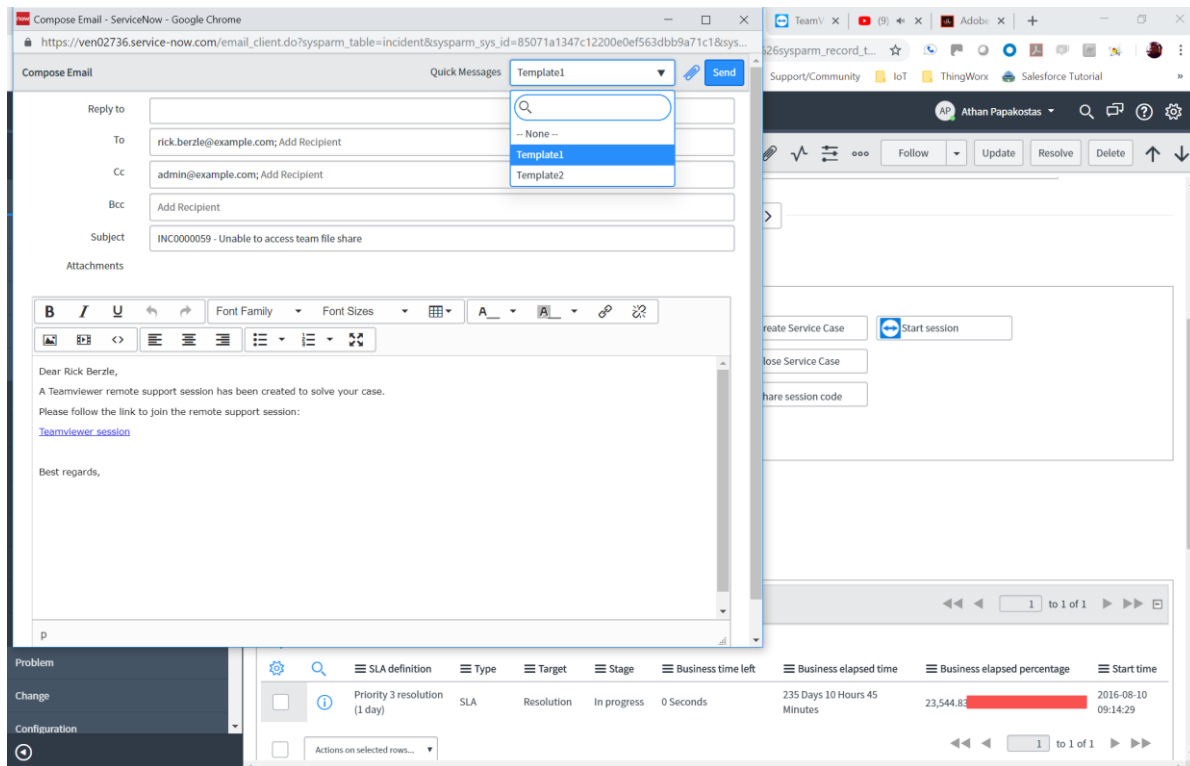 now Compose Email - ServiceNow - Google Chrome
https://ven02736.service-now.com/email_client.do?sysparm_table=incident&sysparm_sys_id=85071a1347c12200e0ef563dbb9a71c1&sys...
Compose Email Quick Messages Template1 Send
-- None --
Template1
Template2
Reply to
To rick.berzle@example.com; Add Recipient
Cc admin@example.com; Add Recipient
Bcc Add Recipient
Subject INC0000059 - Unable to access team file share
Attachments
B I U Font Family Font Sizes A A
Dear Rick Berzle,
A Teamviewer remote support session has been created to solve your case.
Please follow the link to join the remote support session:
Teamviewer session
Best regards,
p
TeamV (9) Adobe
26sysparm_record_t...
Support/Community IoT ThingWorx Salesforce Tutorial »
AP Athan Papakostas
Follow Update Resolve Delete
reate Service Case Start session
lose Service Case
hare session code
1 to 1 of 1
Problem
Change
Configuration
SLA definition Type Target Stage Business time left Business elapsed time Business elapsed percentage Start time
Priority 3 resolution (1 day) SLA Resolution In progress 0 Seconds 235 Days 10 Hours 45 Minutes 23,544.83 2016-08-10 09:14:29
Actions on selected rows... 1 to 1 of 1